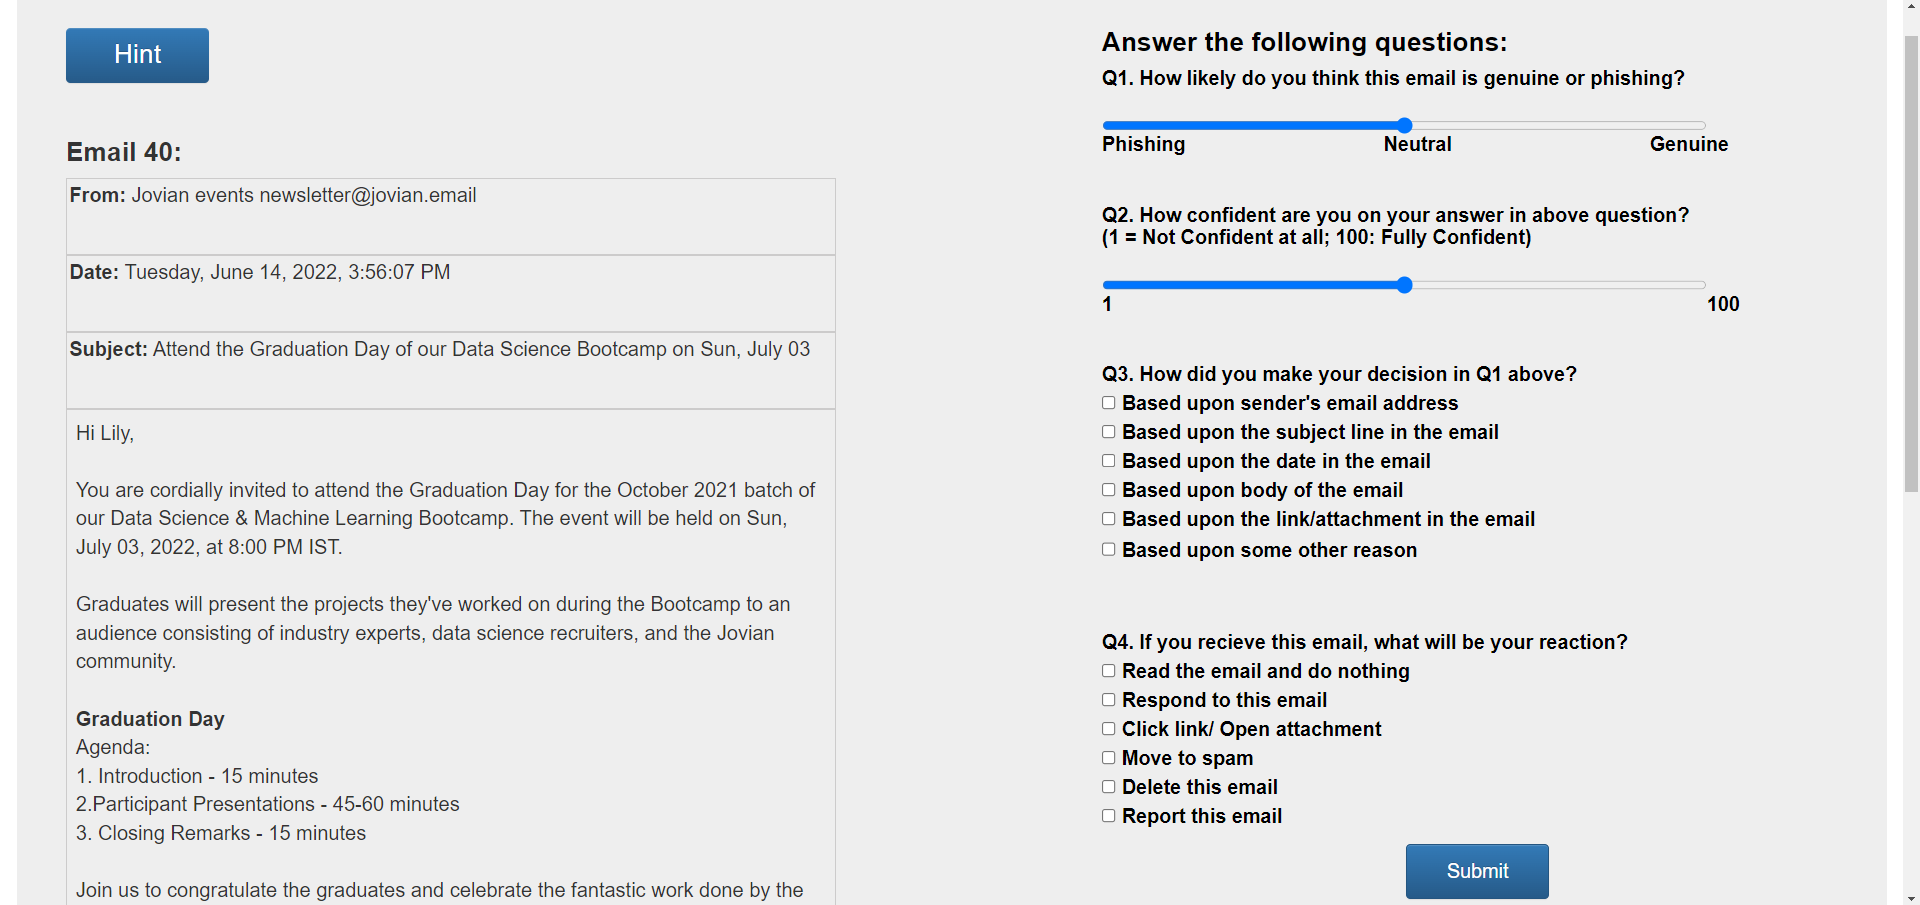 Hint
Email 40:
From: Jovian events newsletter@jovian.email
Date: Tuesday, June 14, 2022, 3:56:07 PM
Subject: Attend the Graduation Day of our Data Science Bootcamp on Sun, July 03
Hi Lily,
You are cordially invited to attend the Graduation Day for the October 2021 batch of
our Data Science & Machine Learning Bootcamp. The event will be held on Sun,
July 03, 2022, at 8:00 PM IST.
Graduates will present the projects they've worked on during the Bootcamp to an
audience consisting of industry experts, data science recruiters, and the Jovian
community.
Graduation Day
Agenda:
1. Introduction - 15 minutes
2.Participant Presentations - 45-60 minutes
3. Closing Remarks - 15 minutes
Join us to congratulate the graduates and celebrate the fantastic work done by the
Answer the following questions:
Q1. How likely do you think this email is genuine or phishing?
Phishing Neutral Genuine
Q2. How confident are you on your answer in above question?
(1 = Not Confident at all; 100: Fully Confident)
1 100
Q3. How did you make your decision in Q1 above?
Based upon sender's email address
Based upon the subject line in the email
Based upon the date in the email
Based upon body of the email
Based upon the link/attachment in the email
Based upon some other reason
Q4. If you recieve this email, what will be your reaction?
Read the email and do nothing
Respond to this email
Click link/ Open attachment
Move to spam
Delete this email
Report this email
Submit